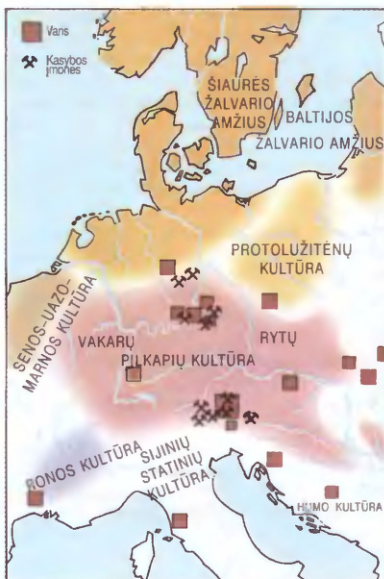 Varis
Kasybos
įmonės
ŠIAURĖS
ŽALVARIO
AMŽIUS
BALTIJOS
ŽALVARIO AMŽIUS
PROTOLUŽITĖNŲ
KULTŪRA
SENOS-UAZO-
MARNOS KULTŪRA
VAKARŲ
RYTŲ
PILKAPIŲ KULTŪRA
RONOS KULTŪRA
SIJINIŲ
STATINIŲ
KULTŪRA
KULTŪRA